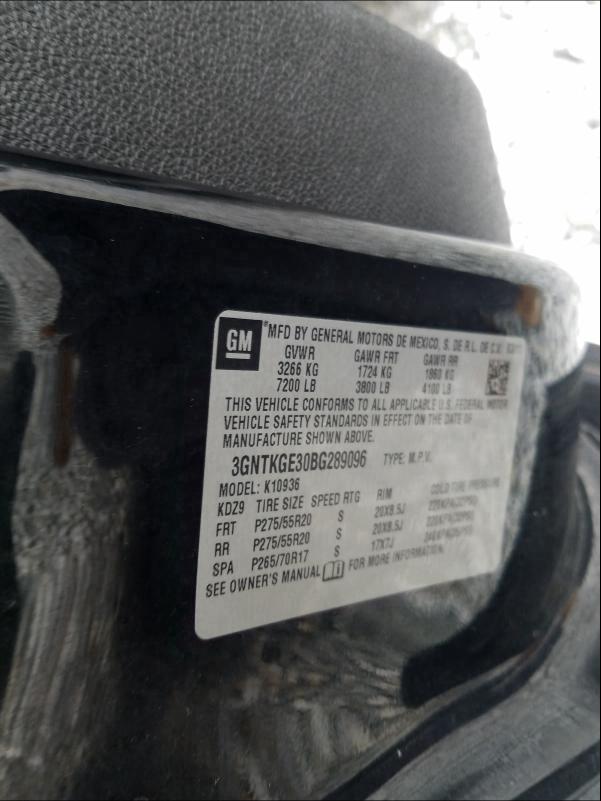 GM
®MFD BY GENERAL MOTORS DE MEXICO, S. DE R.L. DE C.V.
GVWR GAWR FRT GAWR RR
3266 KG 1724 KG 1860 KG
7200 LB 3800 LB 4100 LB
THIS VEHICLE CONFORMS TO ALL APPLICABLE U.S. FEDERAL MOTOR
VEHICLE SAFETY STANDARDS IN EFFECT ON THE DATE OF
MANUFACTURE SHOWN ABOVE.
3GNTKGE30BG289096 TYPE: M.P.V.
MODEL: K10936
KDZ9 TIRE SIZE SPEED RTG RIM COLD TIRE PRESSURE
FRT P275/55R20 S 20X8.5J 220KPA(32PSI)
RR P275/55R20 S 20X8.5J 220KPA(32PSI)
SPA P265/70R17 S 17X7J
SEE OWNER'S MANUAL FOR MORE INFORMATION.